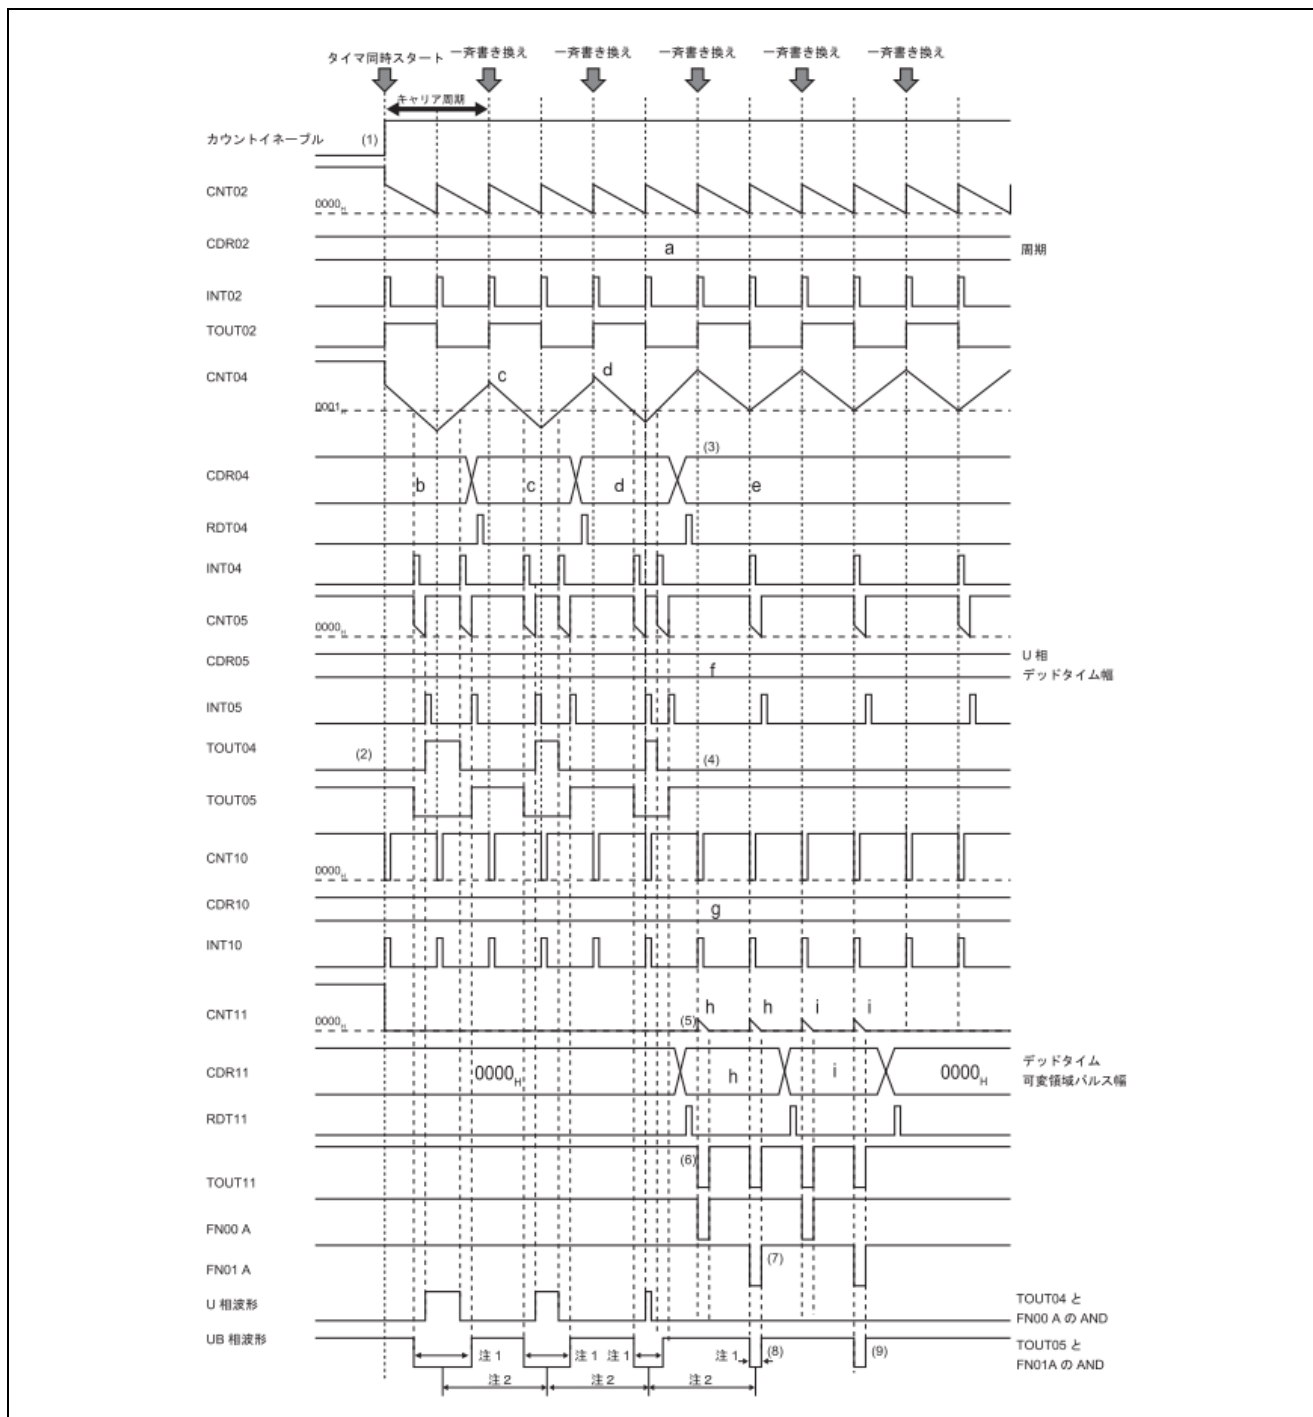 タイマ同時スタート 一斉書き換え 一斉書き換え 一斉書き換え 一斉書き換え 一斉書き換え
キャリア周期
カウントイネーブル (1)
CNT02
0000H
CDR02 a 周期
INT02
TOUT02
CNT04 c d
0001H
(3)
CDR04 b c d e
RDT04
INT04
CNT05
0000H
CDR05 f U 相
デッドタイム幅
INT05
TOUT04 (2) (4)
TOUT05
CNT10
0000H
CDR10 g
INT10
CNT11 h h i i
0000H (5)
CDR11 0000H h i 0000H デッドタイム
可変領域パルス幅
RDT11
(6)
TOUT11
FN00 A
FN01 A (7)
U 相波形 TOUT04 と
FN00 A の AND
UB 相波形 注 1 注 1 注 1 注 1 (8) (9) TOUT05 と
FN01A の AND
注 2 注 2 注 2